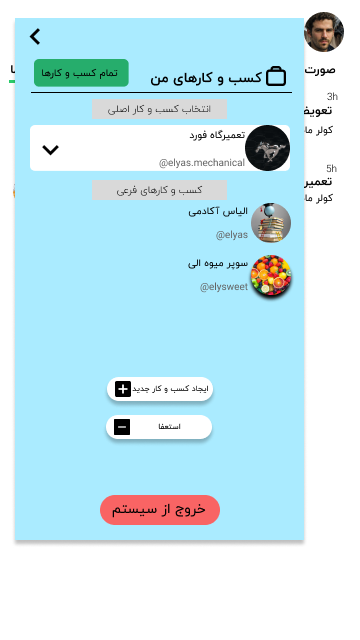 کسب و کارهای من
تمام کسب و کارها
انتخاب کسب و کار اصلی
تعمیرگاه فورد
@elyas.mechanical
کسب و کارهای فرعی
الیاس آکادمی
@elyas
سوپر میوه الی
@elysweet
ایجاد کسب و کار جدید
استعفا
خروج از سیستم
صورت
3h
تعویض
کولر ما
5h
تعمیر
کولر ما